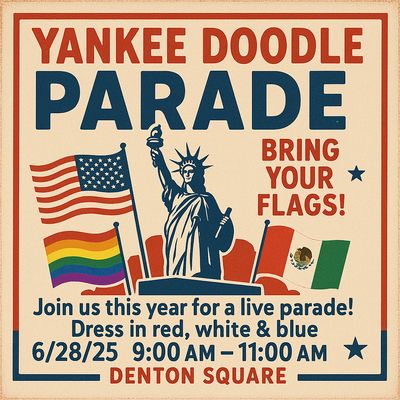 YANKEE DOODLE
PARADE
BRING
YOUR
FLAGS!
Join us this year for a live parade!
Dress in red, white & blue
6/28/25 9:00 AM – 11:00 AM
DENTON SQUARE